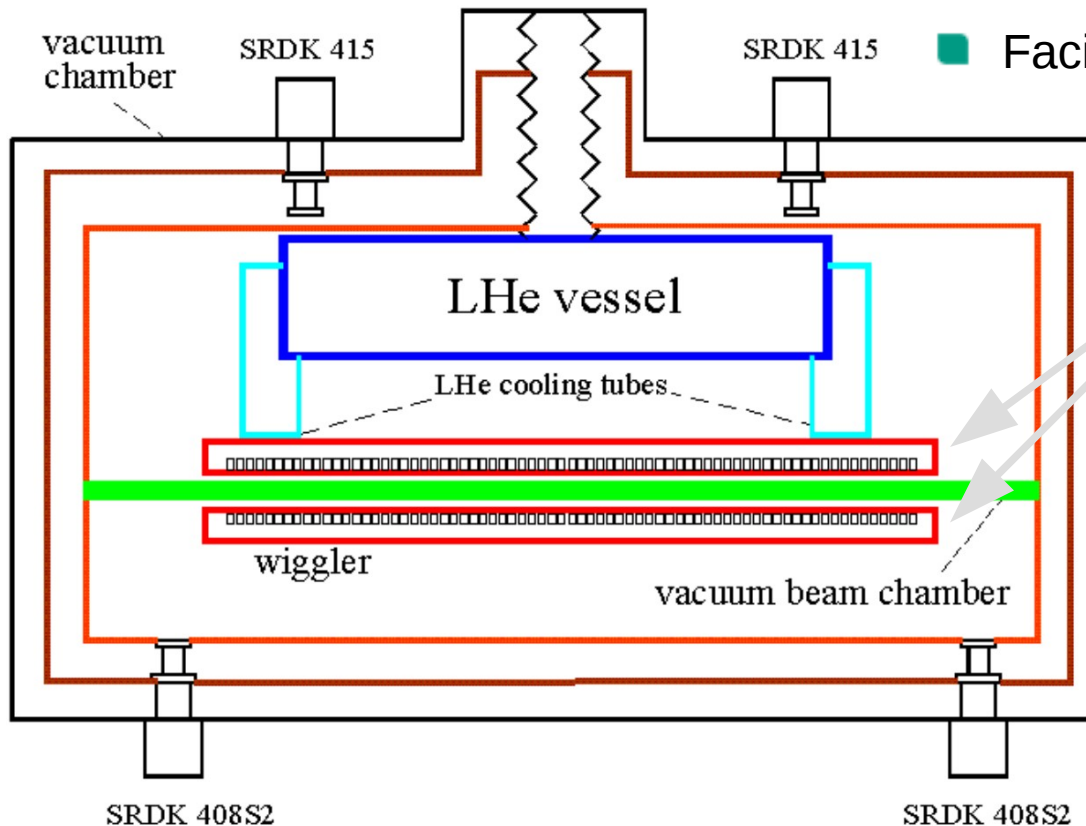 vacuum
chamber
SRDK 415
SRDK 415
Faci
LHe vessel
LHe cooling tubes
wiggler
vacuum beam chamber
SRDK 408S2
SRDK 408S2